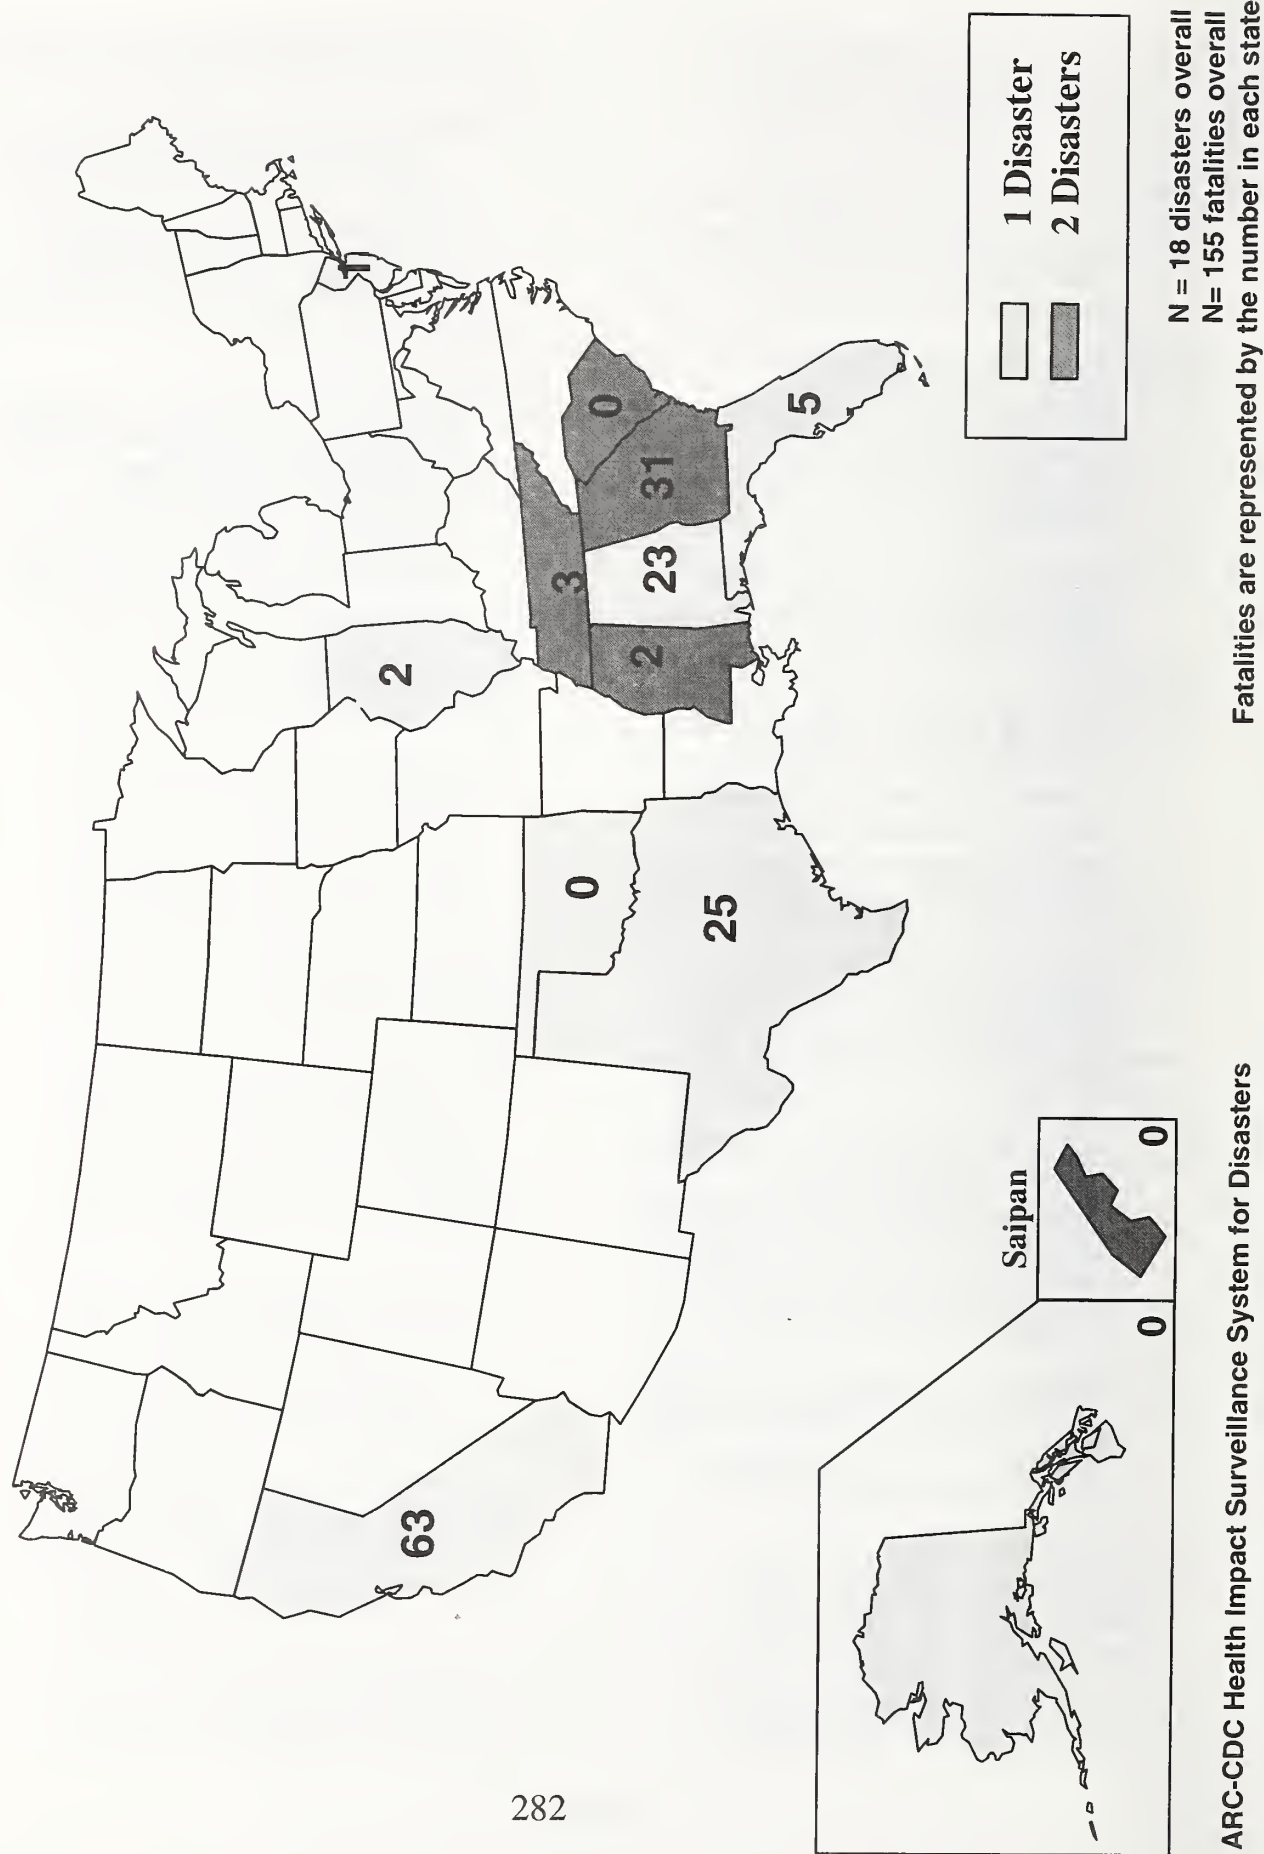 63
0
25
2
3
2
23
31
0
5
1
0
Saipan
0
1 Disaster
2 Disasters
N = 18 disasters overall
N= 155 fatalities overall
Fatalities are represented by the number in each state
ARC-CDC Health Impact Surveillance System for Disasters
282